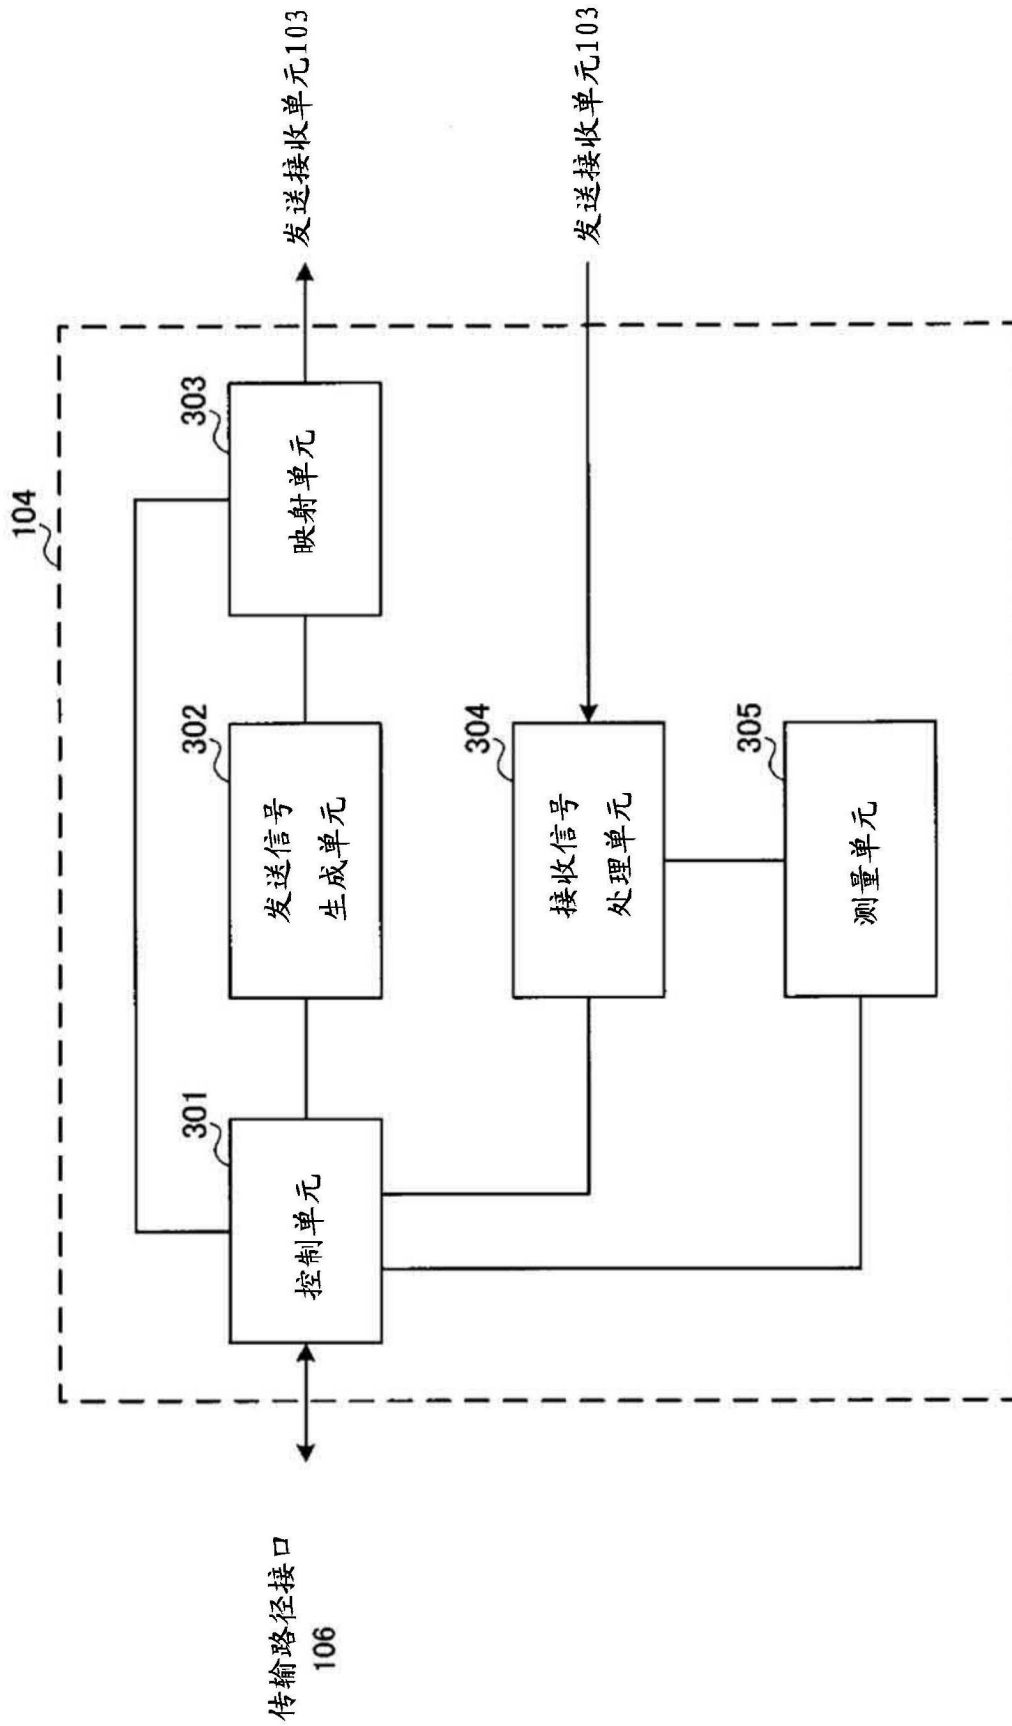 104
传输路径接口
106
301
控制单元
302
发送信号
生成单元
303
映射单元
发送接收单元103
304
接收信号
处理单元
发送接收单元103
305
测量单元